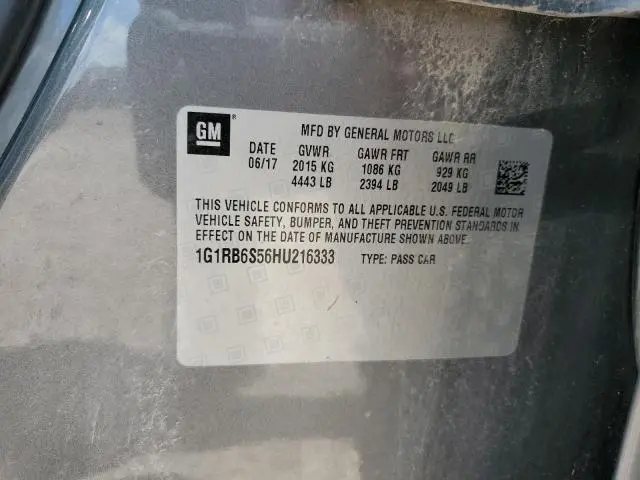 GM ®
MFD BY GENERAL MOTORS LLC
DATE GVWR GAWR FRT GAWR RR
06/17 2015 KG 1086 KG 929 KG
4443 LB 2394 LB 2049 LB
THIS VEHICLE CONFORMS TO ALL APPLICABLE U.S. FEDERAL MOTOR
VEHICLE SAFETY, BUMPER, AND THEFT PREVENTION STANDARDS IN
EFFECT ON THE DATE OF MANUFACTURE SHOWN ABOVE.
1G1RB6S56HU216333 TYPE: PASS CAR